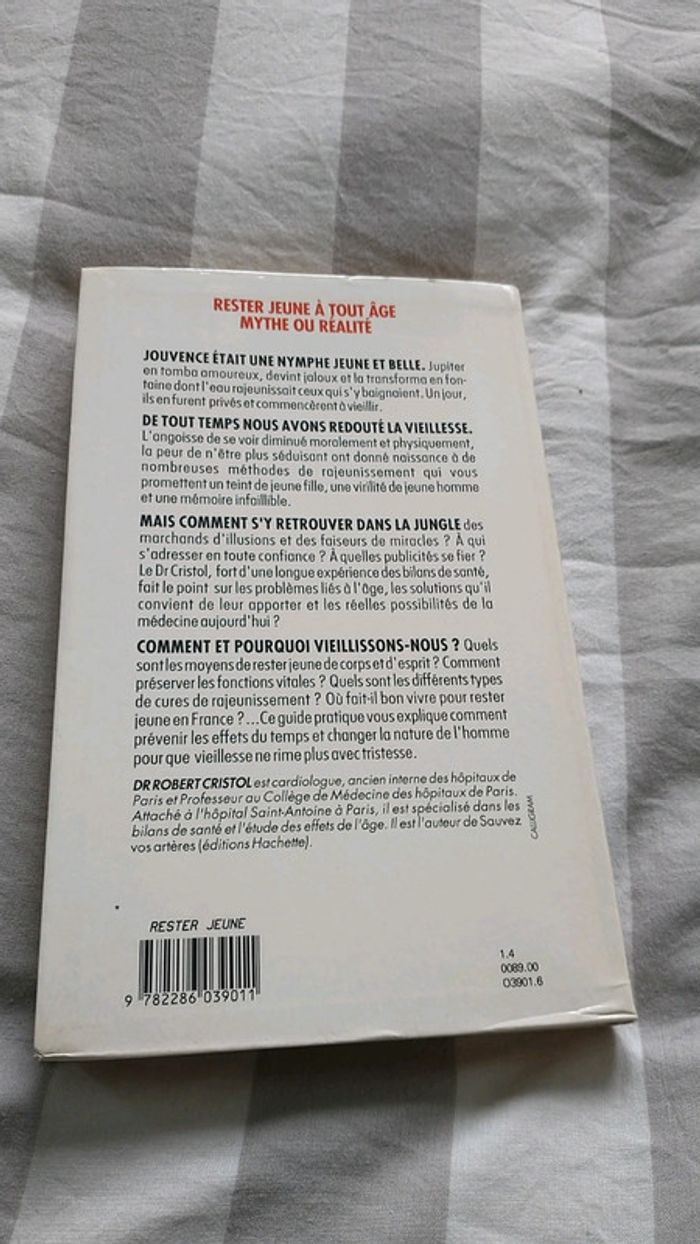 RESTER JEUNE À TOUT ÂGE
MYTHE OU RÉALITÉ
JOUVENCE ÉTAIT UNE NYMPHE JEUNE ET BELLE. Jupiter
en tomba amoureux, devint jaloux et la transforma en fon-
taine dont l'eau rajeunissait ceux qui s'y baignaient. Un jour,
ils en furent privés et commencèrent à vieillir.
DE TOUT TEMPS NOUS AVONS REDOUTÉ LA VIEILLESSE.
L'angoisse de se voir diminué moralement et physiquement,
la peur de n'être plus séduisant ont donné naissance à de
nombreuses méthodes de rajeunissement qui vous
promettent un teint de jeune fille, une virilité de jeune homme
et une mémoire infaillible.
MAIS COMMENT S'Y RETROUVER DANS LA JUNGLE des
marchands d'illusions et des faiseurs de miracles ? À qui
s'adresser en toute confiance ? À quelles publicités se fier ?
Le Dr Cristol, fort d'une longue expérience des bilans de santé,
fait le point sur les problèmes liés à l'âge, les solutions qu'il
convient de leur apporter et les réelles possibilités de la
médecine aujourd'hui ?
COMMENT ET POURQUOI VIEILLISSONS-NOUS ? Quels
sont les moyens de rester jeune de corps et d'esprit ? Comment
préserver les fonctions vitales ? Quels sont les différents types
de cures de rajeunissement ? Où fait-il bon vivre pour rester
jeune en France ?...Ce guide pratique vous explique comment
prévenir les effets du temps et changer la nature de l'homme
pour que vieillesse ne rime plus avec tristesse.
DR ROBERT CRISTOL est cardiologue, ancien interne des hôpitaux de
Paris et Professeur au Collège de Médecine des hôpitaux de Paris.
Attaché à l'hôpital Saint-Antoine à Paris, il est spécialisé dans les
bilans de santé et l'étude des effets de l'âge. Il est l'auteur de Sauvez
vos artères (éditions Hachette).
CALLIGRAM
RESTER JEUNE
9 782286 039011
1.4
0089.00
03901.6